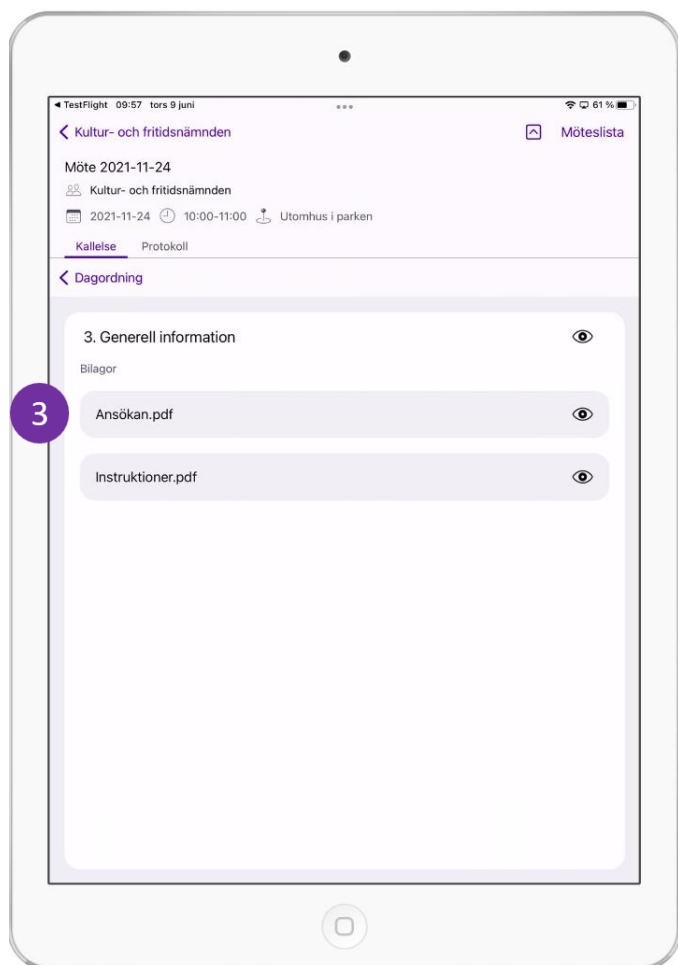 TestFlight 09:57 tors 9 juni 61 %
Kultur- och fritidsnämnden Möteslista
Möte 2021-11-24
Kultur- och fritidsnämnden
2021-11-24 10:00-11:00 Utomhus i parken
Kallelse Protokoll
Dagordning
3. Generell information
Bilagor
3 Ansökan.pdf
Instruktioner.pdf